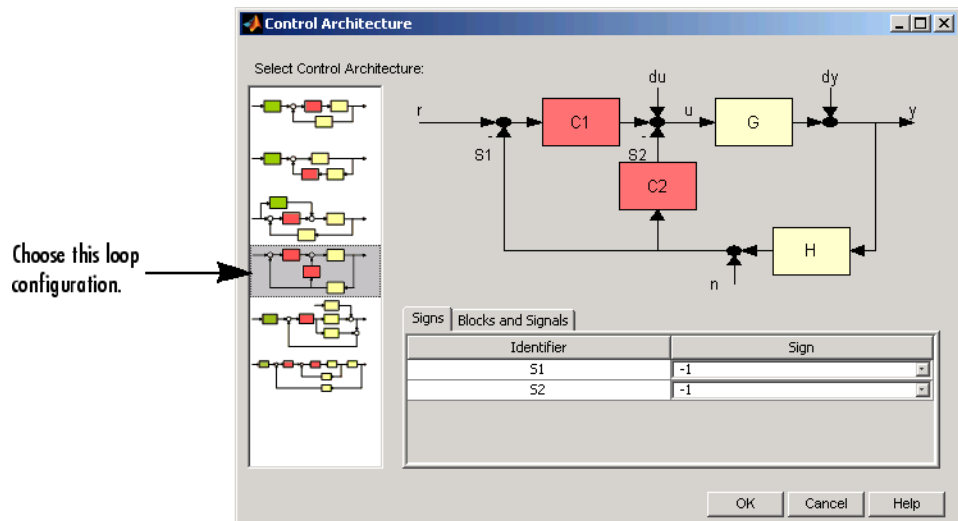 Control Architecture
Select Control Architecture:
du
dy
r
C1
u
G
y
-
-
S1
S2
C2
H
n
Choose this loop
configuration.
Signs
Blocks and Signals
Identifier Sign
S1 -1
S2 -1
OK Cancel Help